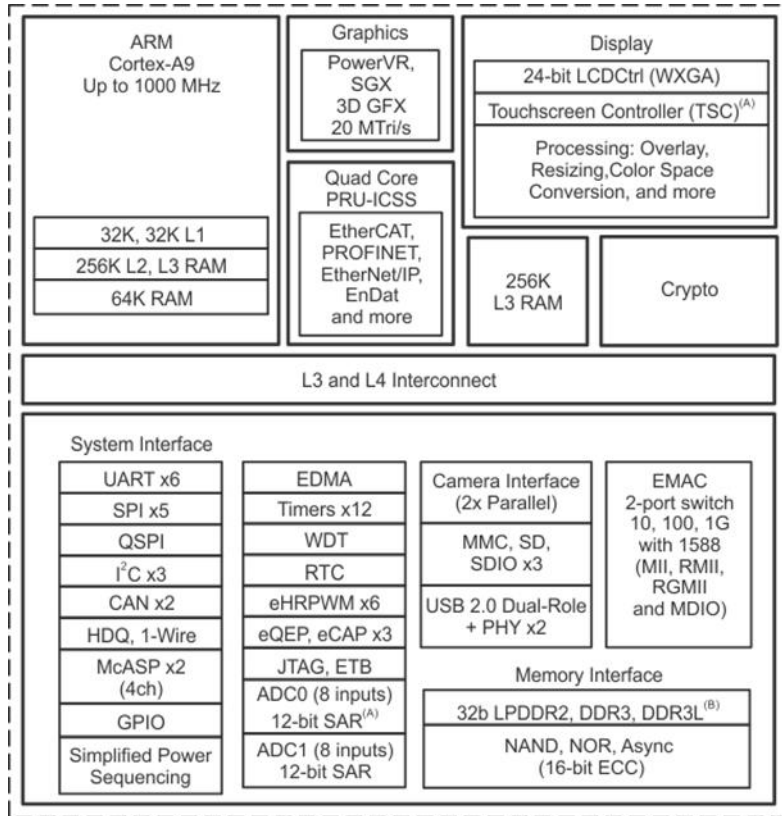 ARM
Cortex-A9
Up to 1000 MHz
32K, 32K L1
256K L2, L3 RAM
64K RAM
Graphics
PowerVR,
SGX
3D GFX
20 MTri/s
Quad Core
PRU-ICSS
EtherCAT,
PROFINET,
EtherNet/IP,
EnDat
and more
Display
24-bit LCDCtrl (WXGA)
Touchscreen Controller (TSC)(A)
Processing: Overlay,
Resizing,Color Space
Conversion, and more
256K
L3 RAM
Crypto
L3 and L4 Interconnect
System Interface
UART x6
SPI x5
QSPI
I2C x3
CAN x2
HDQ, 1-Wire
McASP x2
(4ch)
GPIO
Simplified Power
Sequencing
EDMA
Timers x12
WDT
RTC
eHRPWM x6
eQEP, eCAP x3
JTAG, ETB
ADC0 (8 inputs)
12-bit SAR(A)
ADC1 (8 inputs)
12-bit SAR
Camera Interface
(2x Parallel)
MMC, SD,
SDIO x3
USB 2.0 Dual-Role
+ PHY x2
EMAC
2-port switch
10, 100, 1G
with 1588
(MII, RMII,
RGMII
and MDIO)
Memory Interface
32b LPDDR2, DDR3, DDR3L(B)
NAND, NOR, Async
(16-bit ECC)